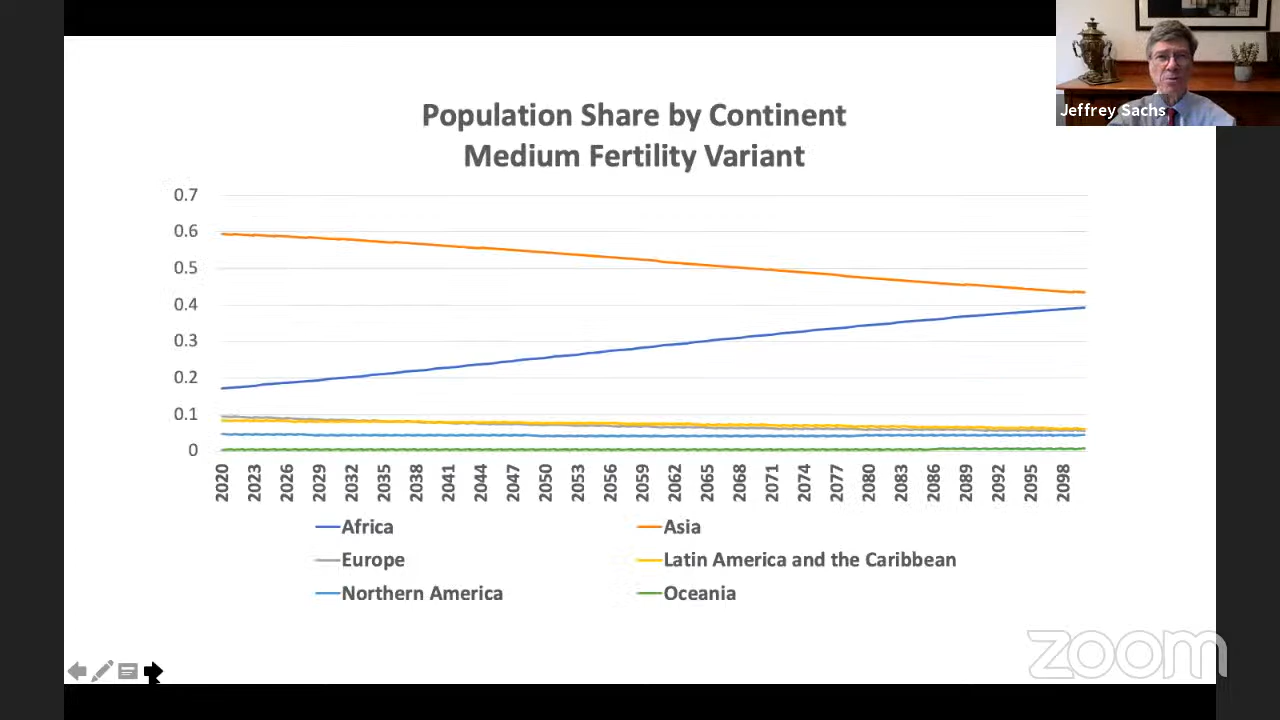 Jeffrey Sachs
Population Share by Continent
Medium Fertility Variant
0.7
0.6
0.5
0.4
0.3
0.2
0.1
0
2020 2023 2026 2029 2032 2035 2038 2041 2044 2047 2050 2053 2056 2059 2062 2065 2068 2071 2074 2077 2080 2083 2086 2089 2092 2095 2098
Africa Asia
Europe Latin America and the Caribbean
Northern America Oceania
zoom